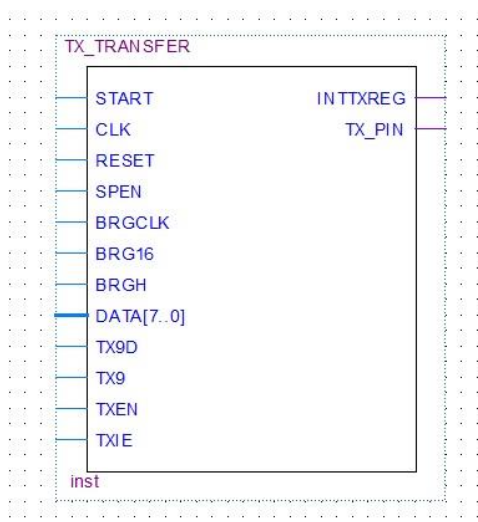 TX_TRANSFER
START INTTXREG
CLK TX_PIN
RESET
SPEN
BRGCLK
BRG16
BRGH
DATA[7..0]
TX9D
TX9
TXEN
TXIE
inst